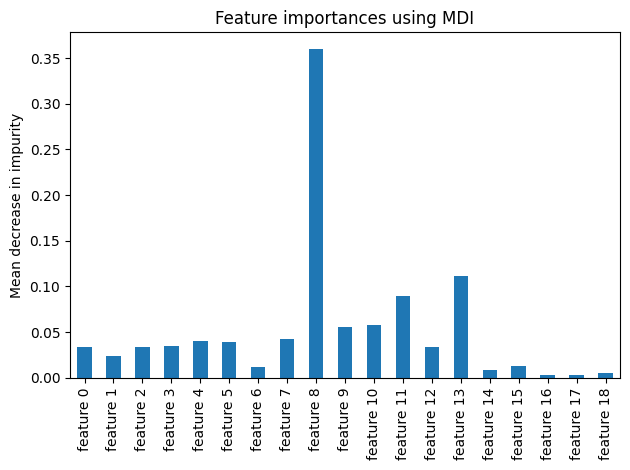 Feature importances using MDI
Mean decrease in impurity
0.35
0.30
0.25
0.20
0.15
0.10
0.05
0.00
feature 0
feature 1
feature 2
feature 3
feature 4
feature 5
feature 6
feature 7
feature 8
feature 9
feature 10
feature 11
feature 12
feature 13
feature 14
feature 15
feature 16
feature 17
feature 18